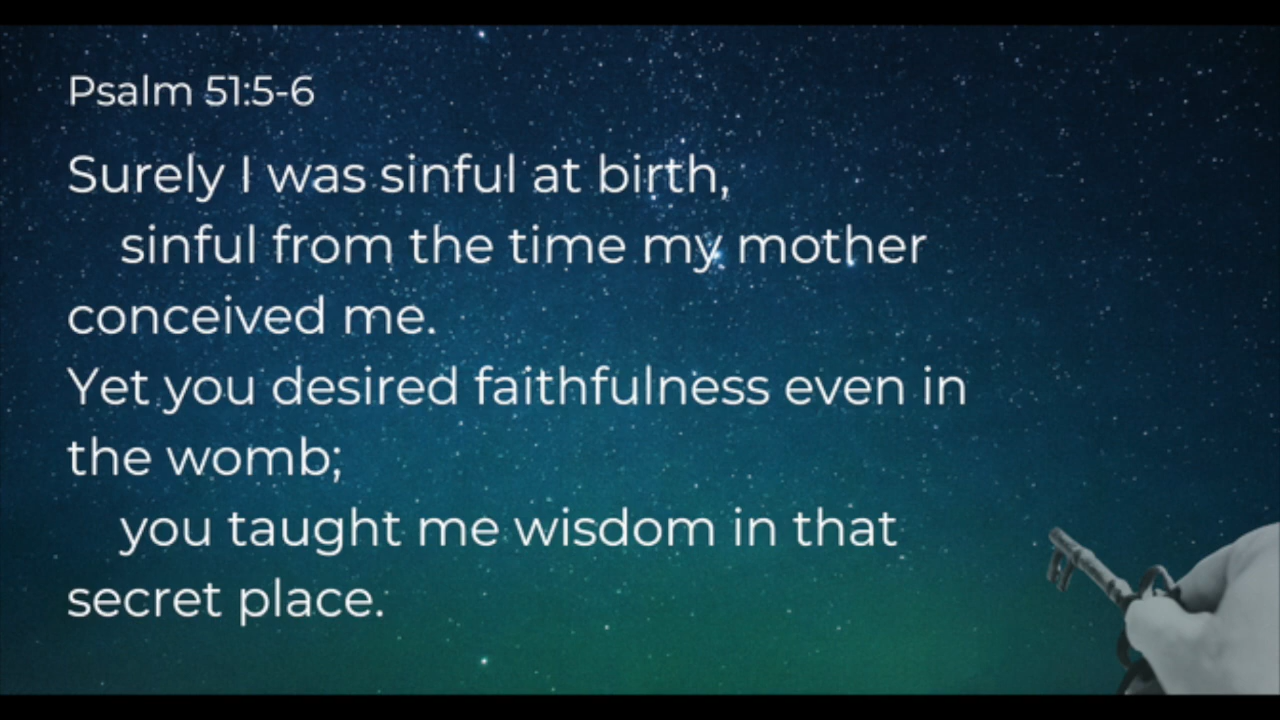 Psalm 51:5-6
Surely I was sinful at birth,
sinful from the time my mother
conceived me.
Yet you desired faithfulness even in
the womb;
you taught me wisdom in that
secret place.